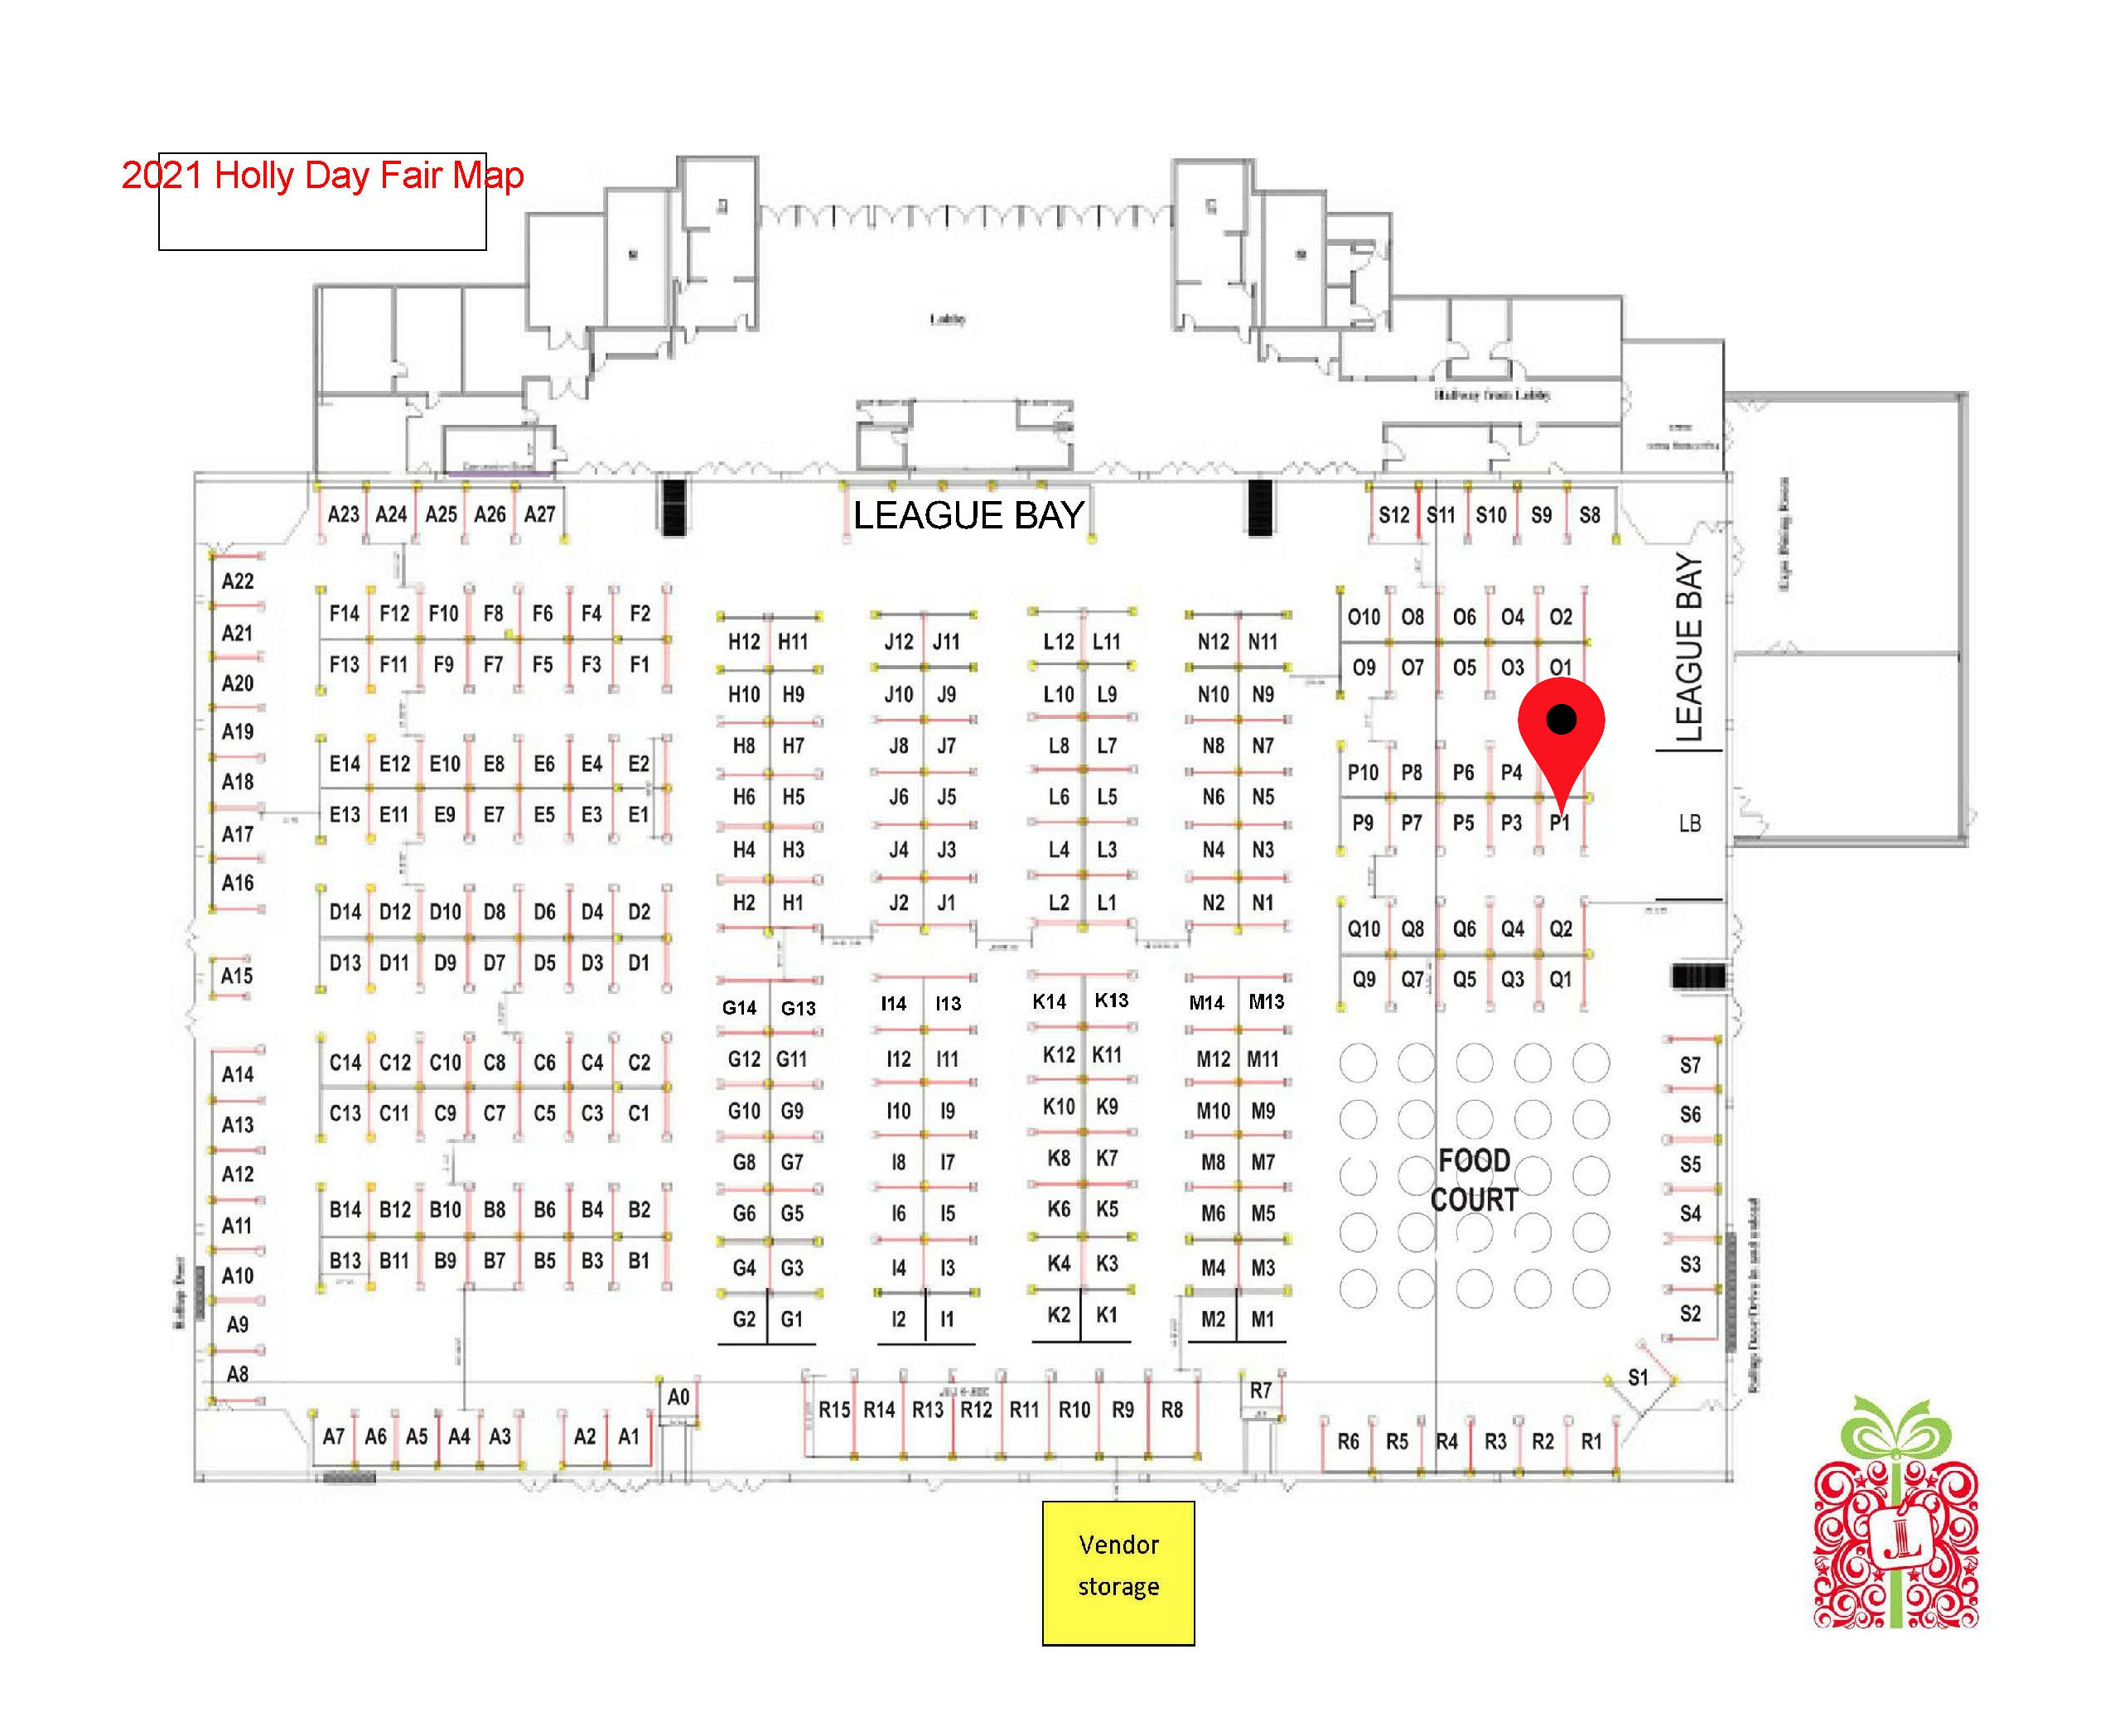 2021 Holly Day Fair Map
Lobby
Hallway from Lobby
LEAGUE BAY
A23 A24 A25 A26 A27
S12 S11 S10 S9 S8
A22
A21
A20
A19
A18
A17
A16
A15
A14
A13
A12
A11
A10
A9
A8
F14 F12 F10 F8 F6 F4 F2
F13 F11 F9 F7 F5 F3 F1
E14 E12 E10 E8 E6 E4 E2
E13 E11 E9 E7 E5 E3 E1
D14 D12 D10 D8 D6 D4 D2
D13 D11 D9 D7 D5 D3 D1
C14 C12 C10 C8 C6 C4 C2
C13 C11 C9 C7 C5 C3 C1
B14 B12 B10 B8 B6 B4 B2
B13 B11 B9 B7 B5 B3 B1
H12 H11
H10 H9
H8 H7
H6 H5
H4 H3
H2 H1
G14 G13
G12 G11
G10 G9
G8 G7
G6 G5
G4 G3
G2 G1
J12 J11
J10 J9
J8 J7
J6 J5
J4 J3
J2 J1
I14 I13
I12 I11
I10 I9
I8 I7
I6 I5
I4 I3
I2 I1
L12 L11
L10 L9
L8 L7
L6 L5
L4 L3
L2 L1
K14 K13
K12 K11
K10 K9
K8 K7
K6 K5
K4 K3
K2 K1
N12 N11
N10 N9
N8 N7
N6 N5
N4 N3
N2 N1
M14 M13
M12 M11
M10 M9
M8 M7
M6 M5
M4 M3
M2 M1
O10 O8 O6 O4 O2
O9 O7 O5 O3 O1
P10 P8 P6 P4
P9 P7 P5 P3 P1
Q10 Q8 Q6 Q4 Q2
Q9 Q7 Q5 Q3 Q1
LEAGUE BAY
LB
FOOD
COURT
S7
S6
S5
S4
S3
S2
S1
A7 A6 A5 A4 A3 A2 A1
A0
R15 R14 R13 R12 R11 R10 R9 R8
R7
R6 R5 R4 R3 R2 R1
Rollup Door
Vendor
storage
JL